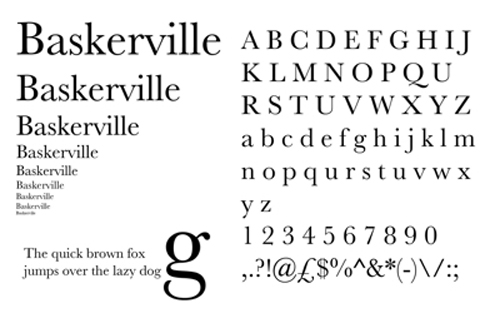 Baskerville
Baskerville
Baskerville
Baskerville
Baskerville
Baskerville
Baskerville
Baskerville
Baskerville
The quick brown fox
jumps over the lazy dog
g
A B C D E F G H I J
K L M N O P Q U
R S T U V W X Y Z
a b c d e f g h i j k l m
n o p q u r s t u v w x
y z
1 2 3 4 5 6 7 8 9 0
,.?!@£$%^&*(-)\/:;